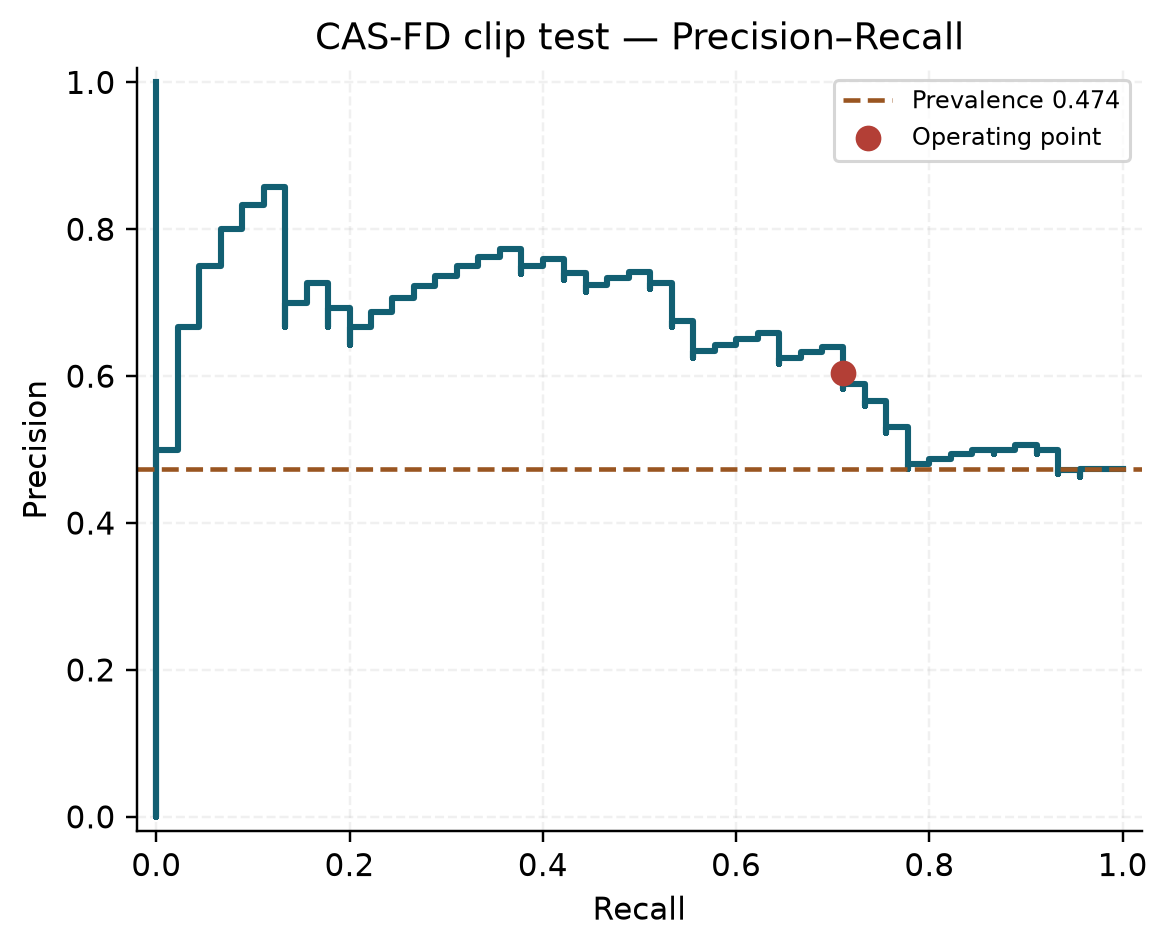 CAS-FD clip test — Precision–Recall
Prevalence 0.474
Operating point
Precision
1.0
0.8
0.6
0.4
0.2
0.0
0.0 0.2 0.4 0.6 0.8 1.0
Recall